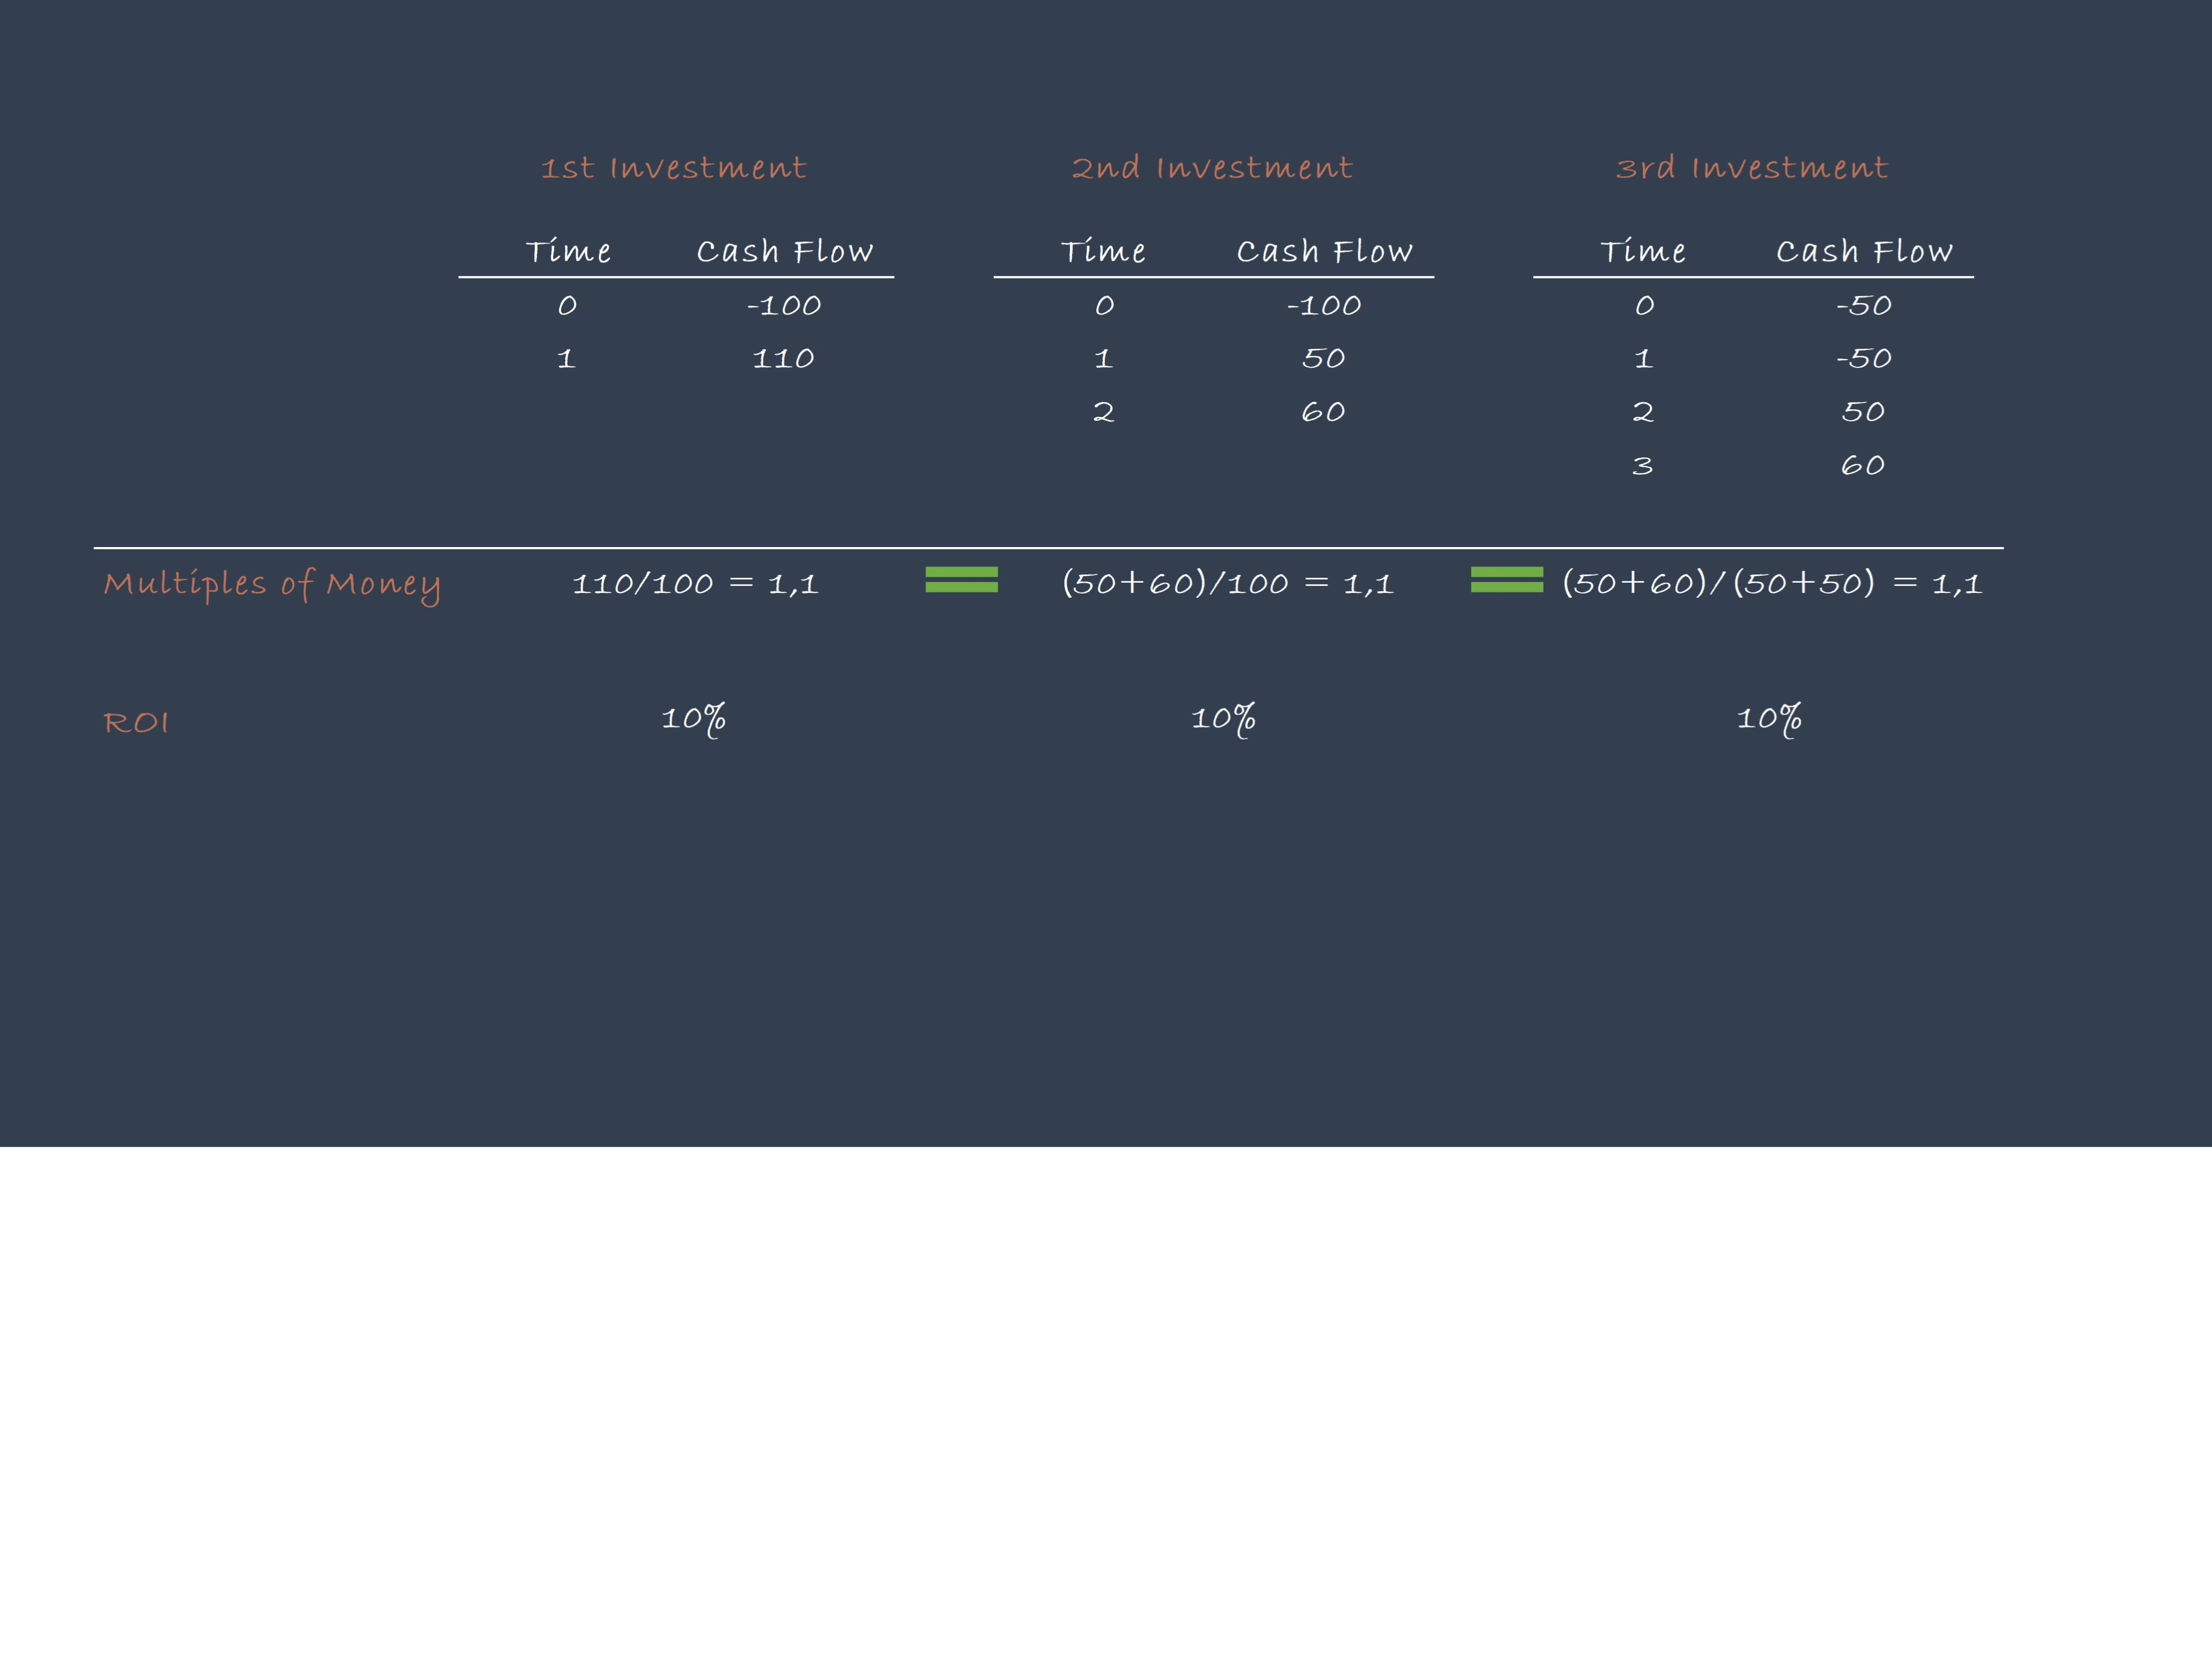 1st Investment 2nd Investment 3rd Investment
Time Cash Flow Time Cash Flow Time Cash Flow
0 -100 0 -100 0 -50
1 110 1 50 1 -50
2 60 2 50
3 60
Multiples of Money 110/100 = 1,1 = (50+60)/100 = 1,1 = (50+60)/(50+50) = 1,1
ROI 10% 10% 10%